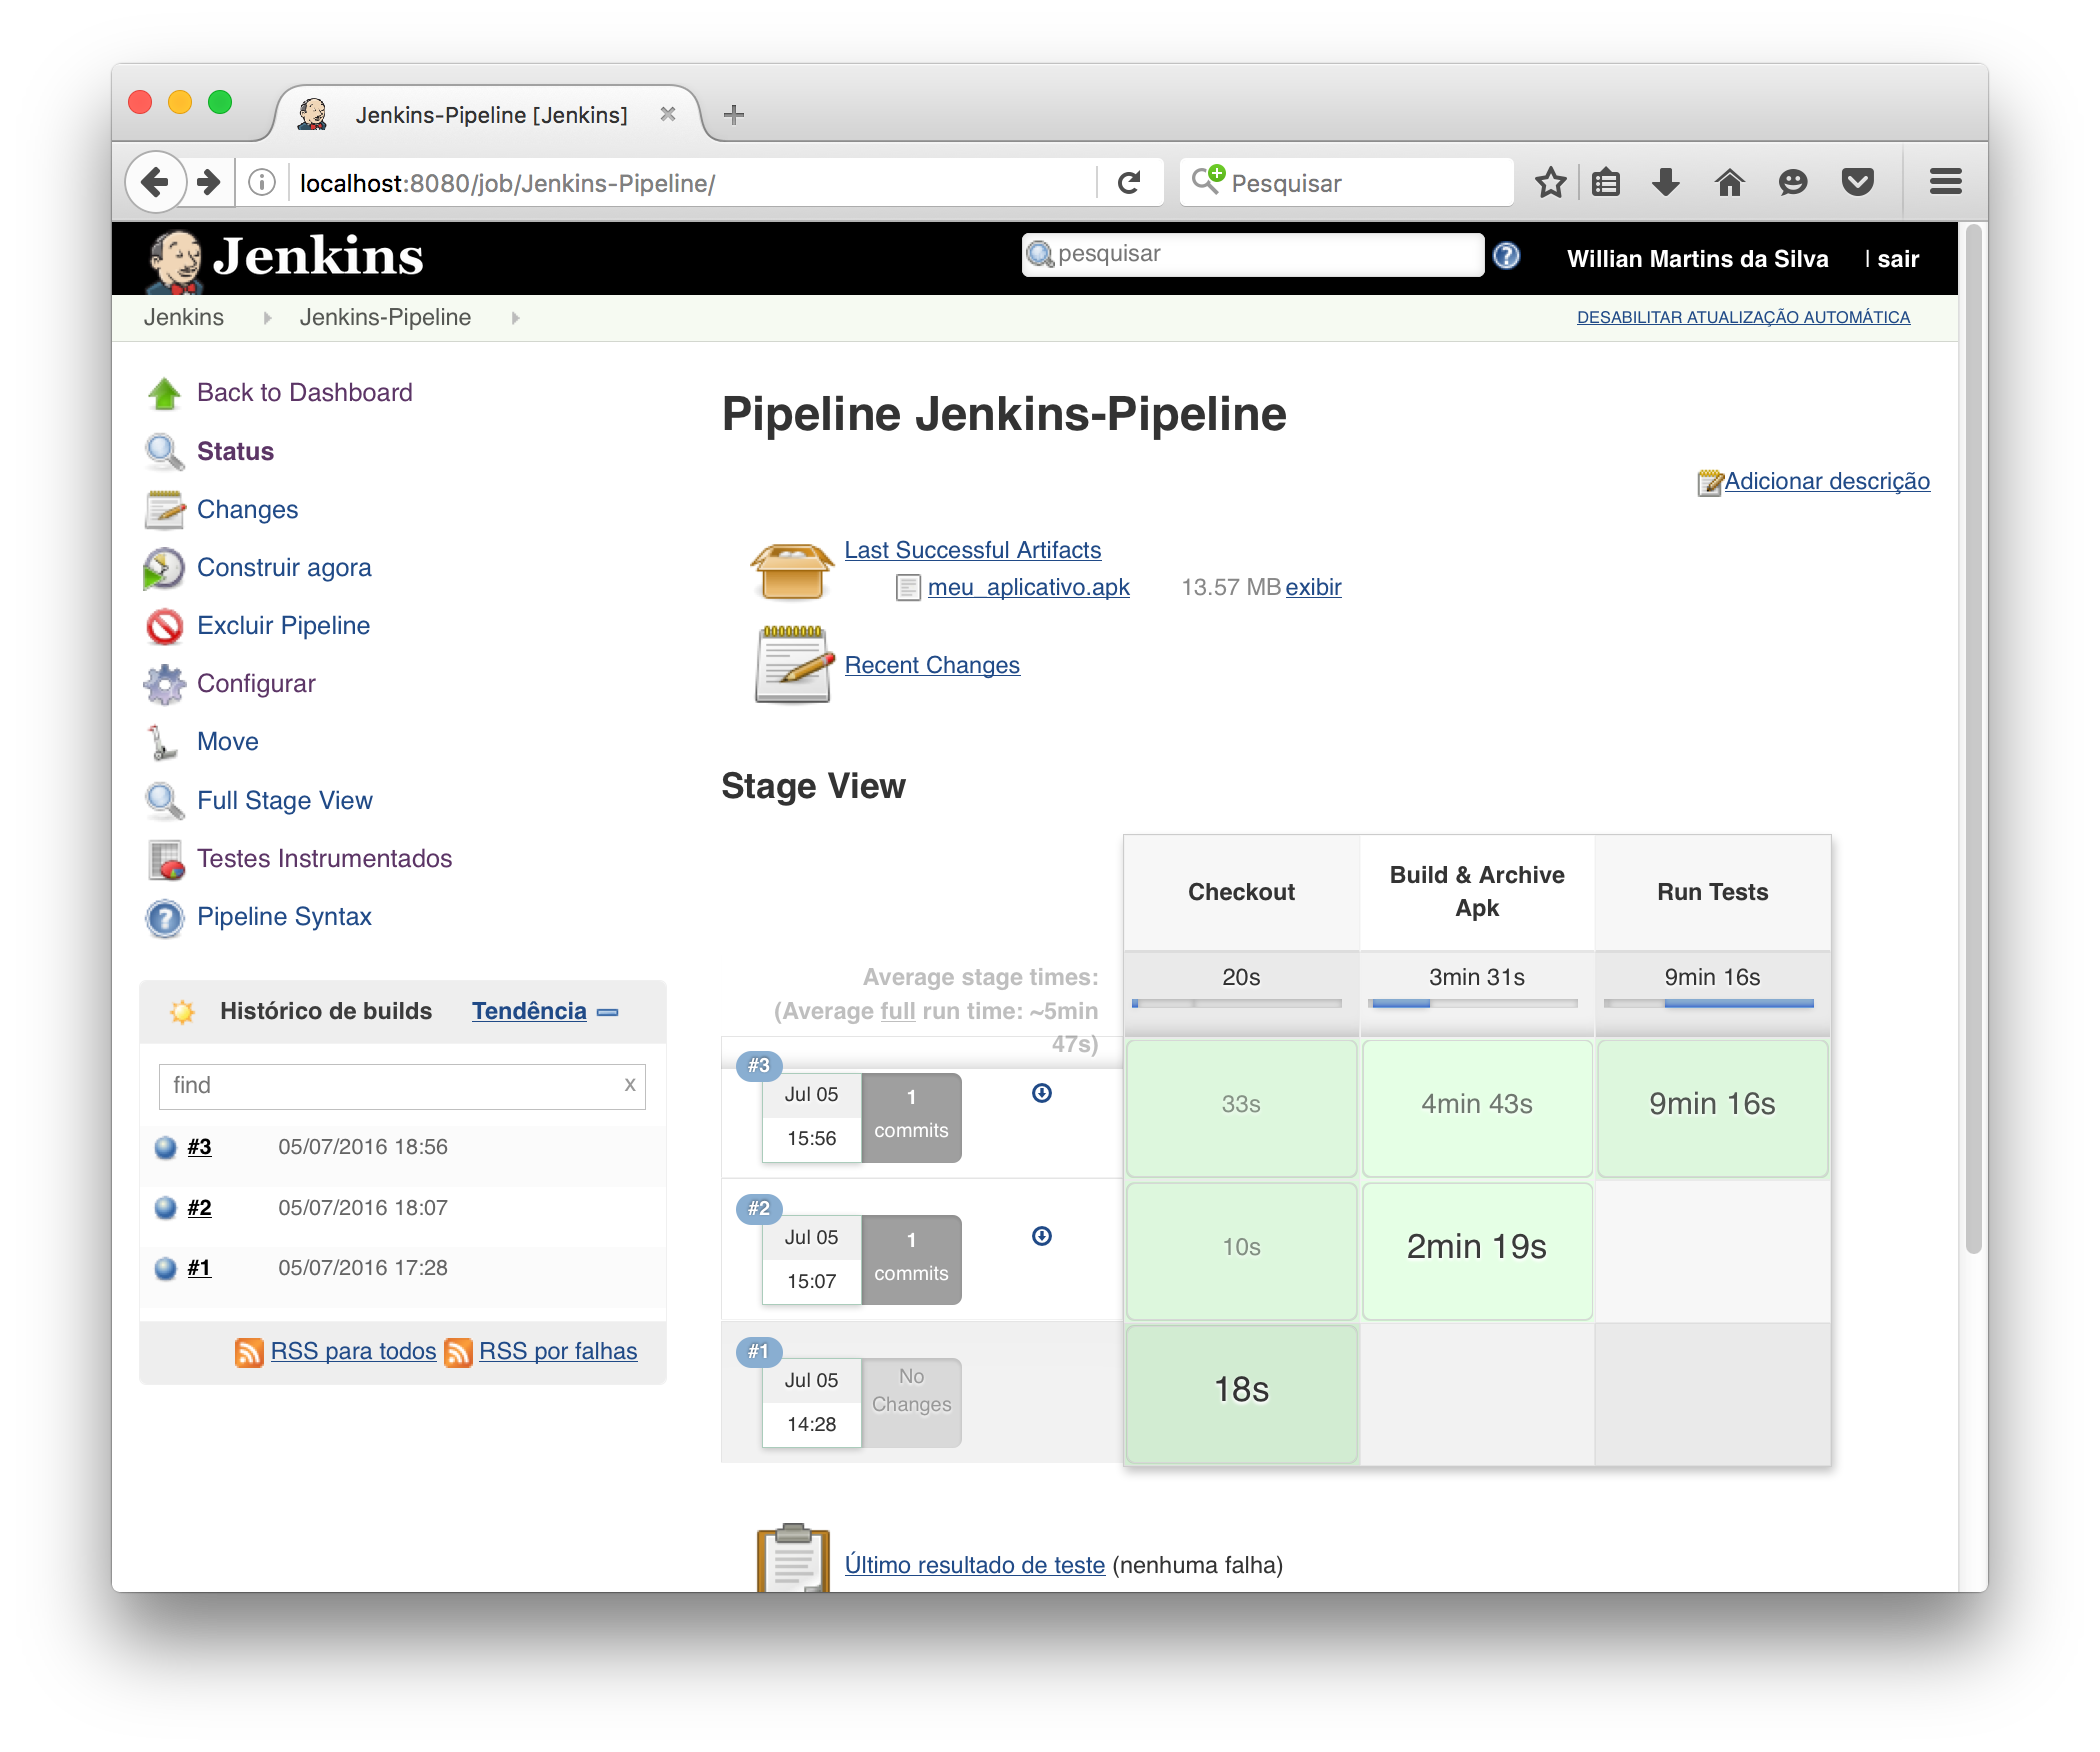 Jenkins-Pipeline [Jenkins]
localhost:8080/job/Jenkins-Pipeline/
Pesquisar
Jenkins
pesquisar
Willian Martins da Silva
| sair
Jenkins
Jenkins-Pipeline
DESABILITAR ATUALIZAÇÃO AUTOMÁTICA
Back to Dashboard
Status
Changes
Construir agora
Excluir Pipeline
Configurar
Move
Full Stage View
Testes Instrumentados
Pipeline Syntax
Histórico de builds
Tendência
find
x
#3 05/07/2016 18:56
#2 05/07/2016 18:07
#1 05/07/2016 17:28
RSS para todos RSS por falhas
Pipeline Jenkins-Pipeline
Adicionar descrição
Last Successful Artifacts
meu_aplicativo.apk 13.57 MB exibir
Recent Changes
Stage View
Checkout
Build & Archive
Apk
Run Tests
Average stage times:
(Average full run time: ~5min
47s)
20s
3min 31s
9min 16s
#3
Jul 05
15:56
1
commits
33s
4min 43s
9min 16s
#2
Jul 05
15:07
1
commits
10s
2min 19s
#1
Jul 05
14:28
No
Changes
18s
Último resultado de teste (nenhuma falha)